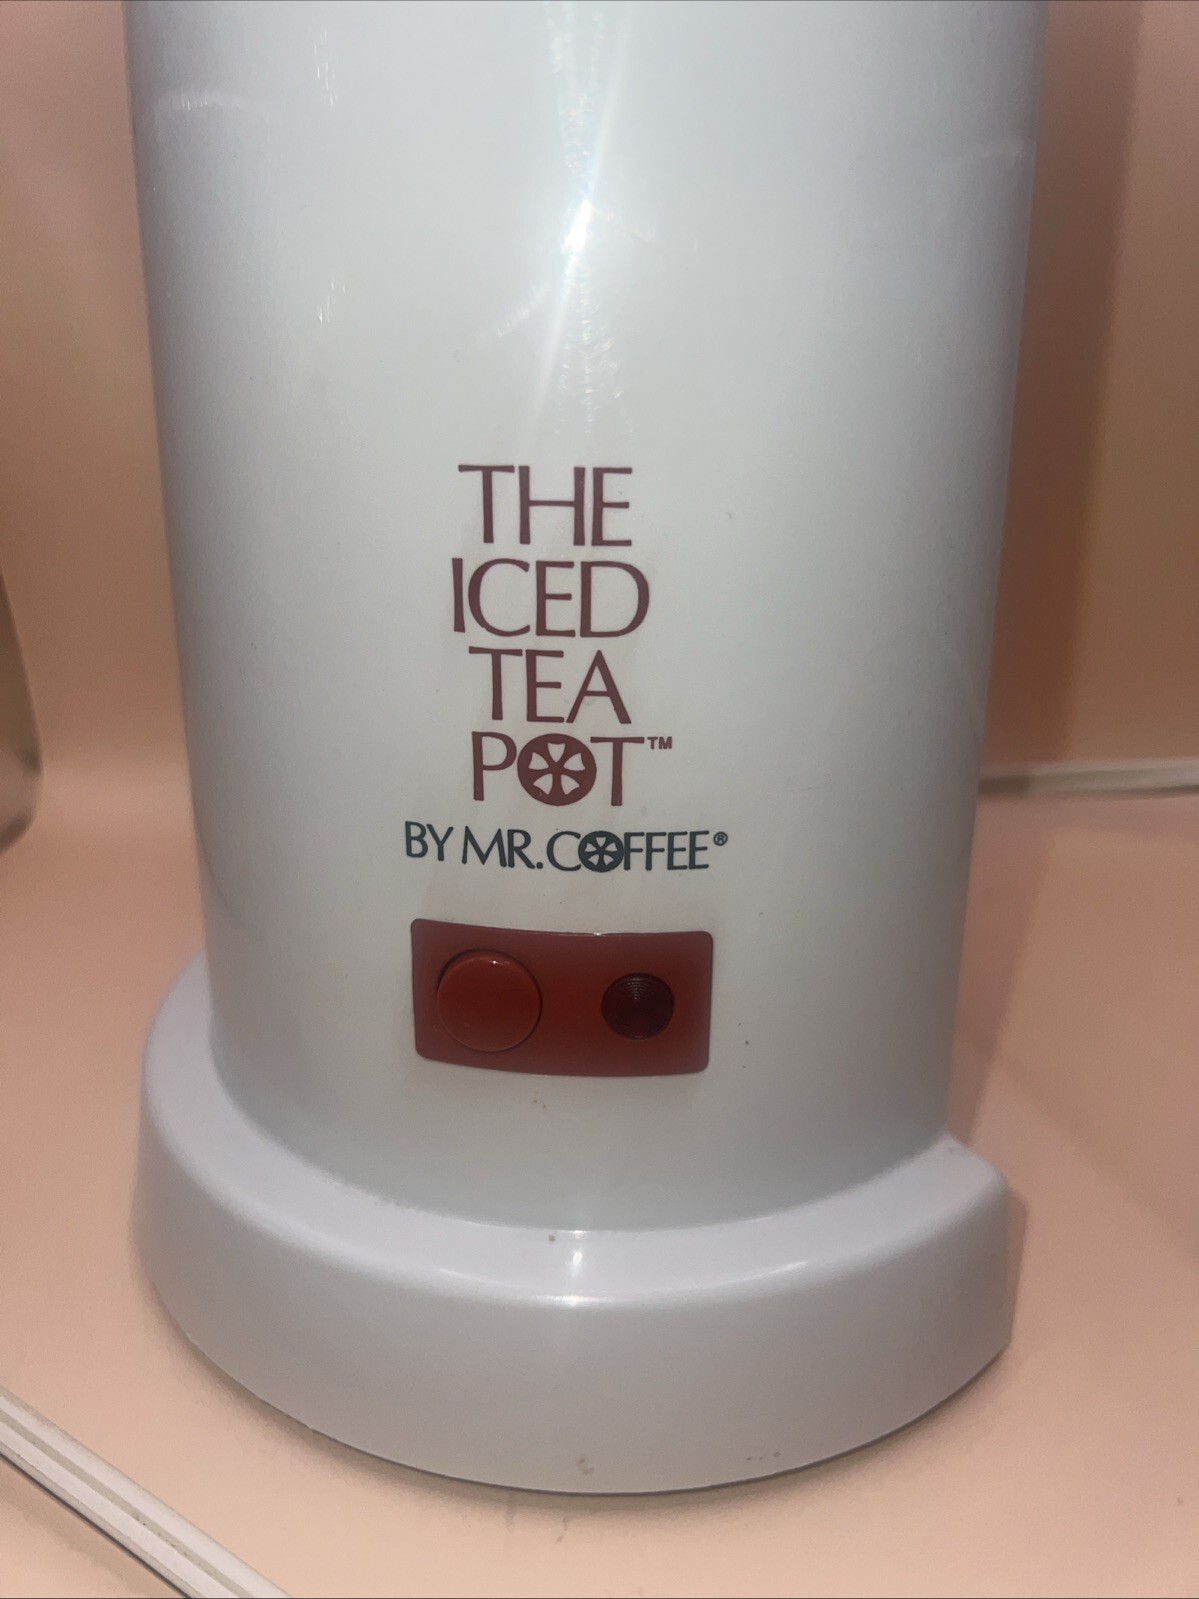 THE
ICED
TEA
POT™
BY MR. COFFEE®